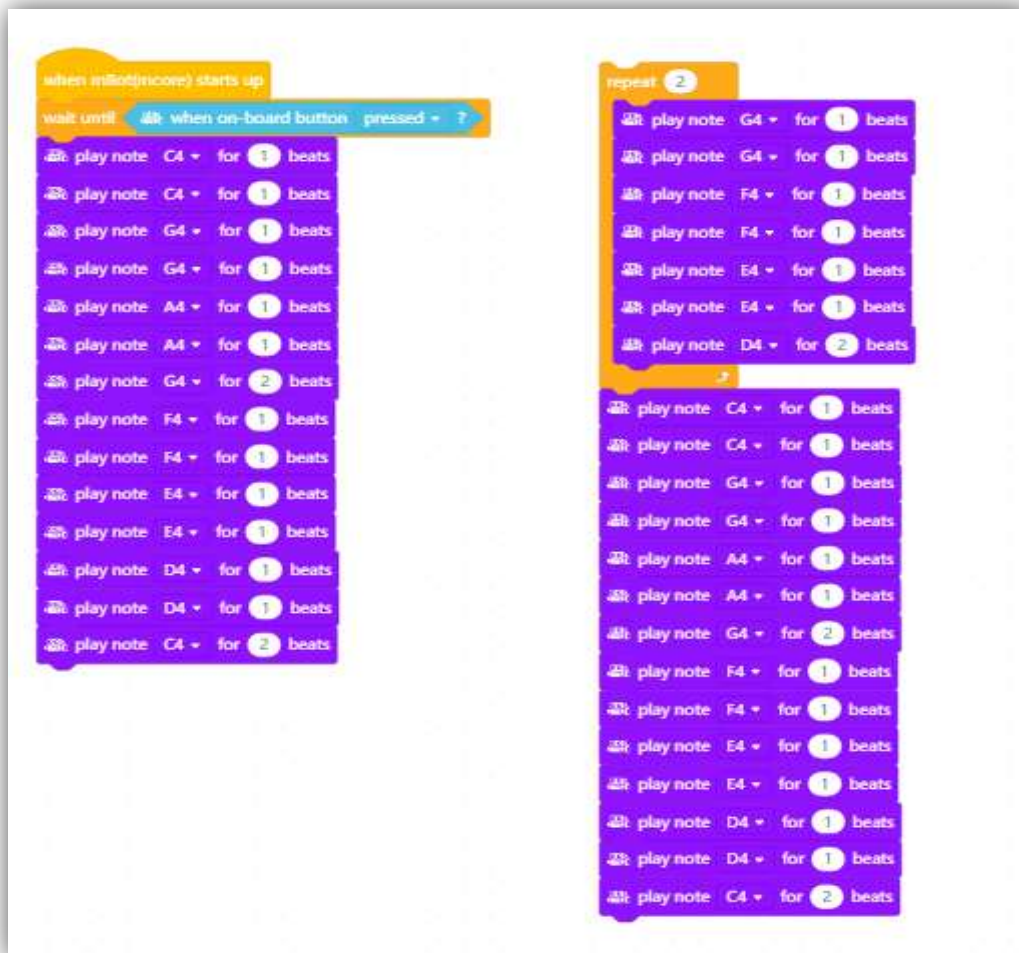 when mBot(mcore) starts up
wait until when on-board button pressed ?
play note C4 for 1 beats
play note C4 for 1 beats
play note G4 for 1 beats
play note G4 for 1 beats
play note A4 for 1 beats
play note A4 for 1 beats
play note G4 for 2 beats
play note F4 for 1 beats
play note F4 for 1 beats
play note E4 for 1 beats
play note E4 for 1 beats
play note D4 for 1 beats
play note D4 for 1 beats
play note C4 for 2 beats
repeat 2
play note G4 for 1 beats
play note G4 for 1 beats
play note F4 for 1 beats
play note F4 for 1 beats
play note E4 for 1 beats
play note E4 for 1 beats
play note D4 for 2 beats
play note C4 for 1 beats
play note C4 for 1 beats
play note G4 for 1 beats
play note G4 for 1 beats
play note A4 for 1 beats
play note A4 for 1 beats
play note G4 for 2 beats
play note F4 for 1 beats
play note F4 for 1 beats
play note E4 for 1 beats
play note E4 for 1 beats
play note D4 for 1 beats
play note D4 for 1 beats
play note C4 for 2 beats